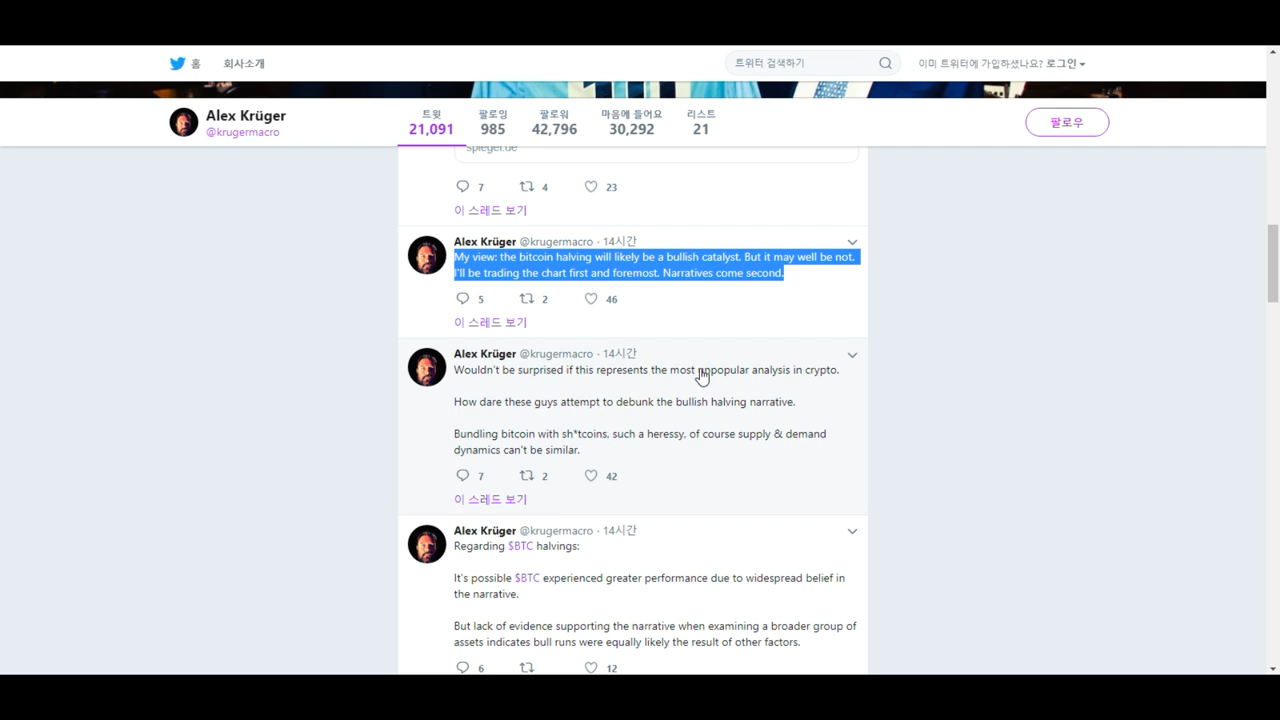 홈 회사소개 트위터 검색하기 이미 트위터에 가입하셨나요? 로그인
Alex Krüger
@krugermacro
트윗 팔로잉 팔로워 마음에 들어요 리스트
21,091 985 42,796 30,292 21
팔로우
spiegel.de
7 4 23
이 스레드 보기
Alex Krüger @krugermacro · 14시간
My view: the bitcoin halving will likely be a bullish catalyst. But it may well be not.
I'll be trading the chart first and foremost. Narratives come second.
5 2 46
이 스레드 보기
Alex Krüger @krugermacro · 14시간
Wouldn't be surprised if this represents the most unpopular analysis in crypto.
How dare these guys attempt to debunk the bullish halving narrative.
Bundling bitcoin with sh*tcoins, such a heressy, of course supply & demand
dynamics can't be similar.
7 2 42
이 스레드 보기
Alex Krüger @krugermacro · 14시간
Regarding $BTC halvings:
It's possible $BTC experienced greater performance due to widespread belief in
the narrative.
But lack of evidence supporting the narrative when examining a broader group of
assets indicates bull runs were equally likely the result of other factors.
6 12